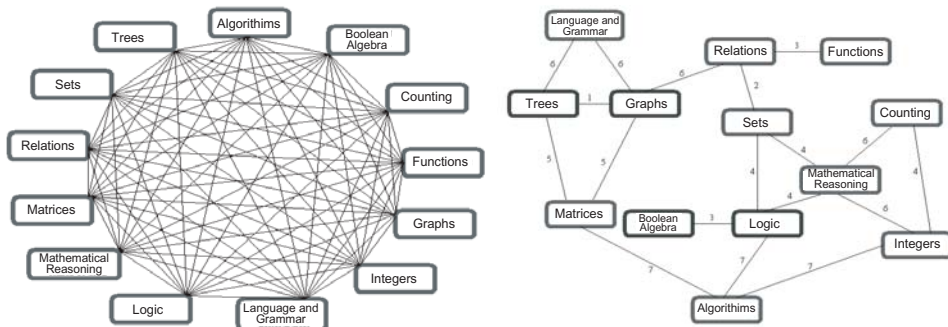 Algorithims
Boolean
Algebra
Trees
Sets
Counting
Relations
Functions
Matrices
Graphs
Mathematical
Reasoning
Integers
Logic
Language and
Grammar
Language and
Grammar
Relations
3
Functions
6
6
6
2
Trees
1
Graphs
Sets
Counting
5
5
4
4
6
4
Mathematical
Reasoning
4
6
Matrices
Boolean
Algebra
3
Logic
Integers
7
7
7
Algorithims